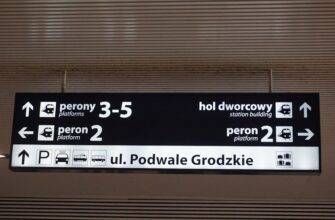 perony 3-5 hol dworcowy
platforms station building
peron 2 peron 2
platform platform
P ul. Podwale Grodzkie